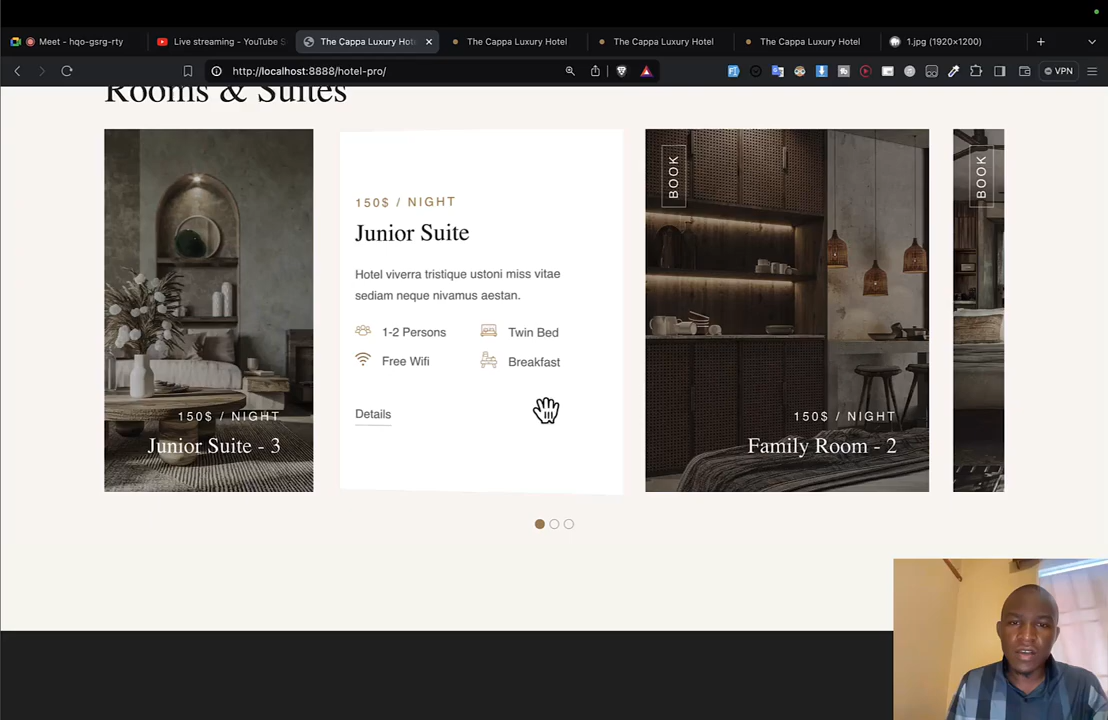 Meet - hqo-gsrg-rty
Live streaming - YouTube S
The Cappa Luxury Hote
The Cappa Luxury Hotel
The Cappa Luxury Hotel
The Cappa Luxury Hotel
1.jpg (1920×1200)
http://localhost:8888/hotel-pro/
VPN
Rooms & Suites
150$ / NIGHT
Junior Suite - 3
150$ / NIGHT
Junior Suite
Hotel viverra tristique ustoni miss vitae
sediam neque nivamus aestan.
1-2 Persons
Twin Bed
Free Wifi
Breakfast
Details
BOOK
150$ / NIGHT
Family Room - 2
BOOK